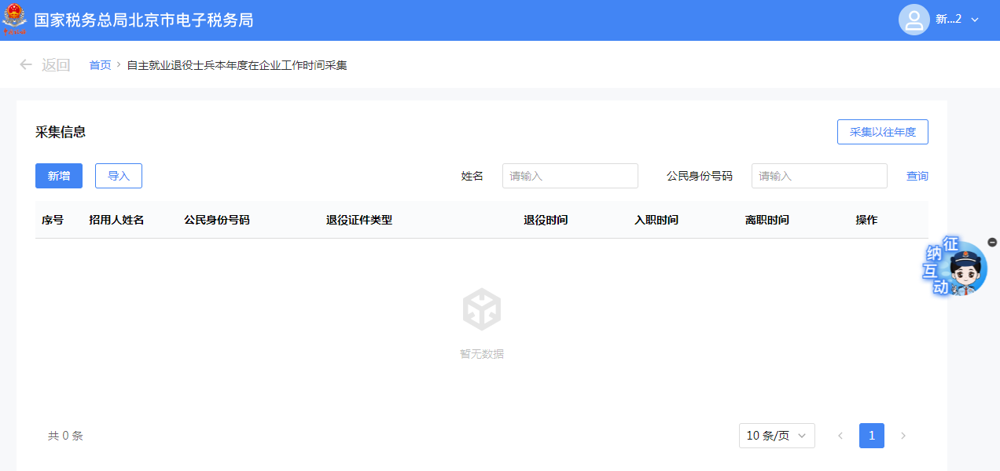 国家税务总局北京市电子税务局
新...2
返回 首页 > 自主就业退役士兵本年度在企业工作时间采集
采集信息
采集以往年度
新增 导入 姓名 请输入 公民身份号码 请输入 查询
序号 招用人姓名 公民身份号码 退役证件类型 退役时间 入职时间 离职时间 操作
征纳互动
暂无数据
共 0 条 10 条/页 < 1 >